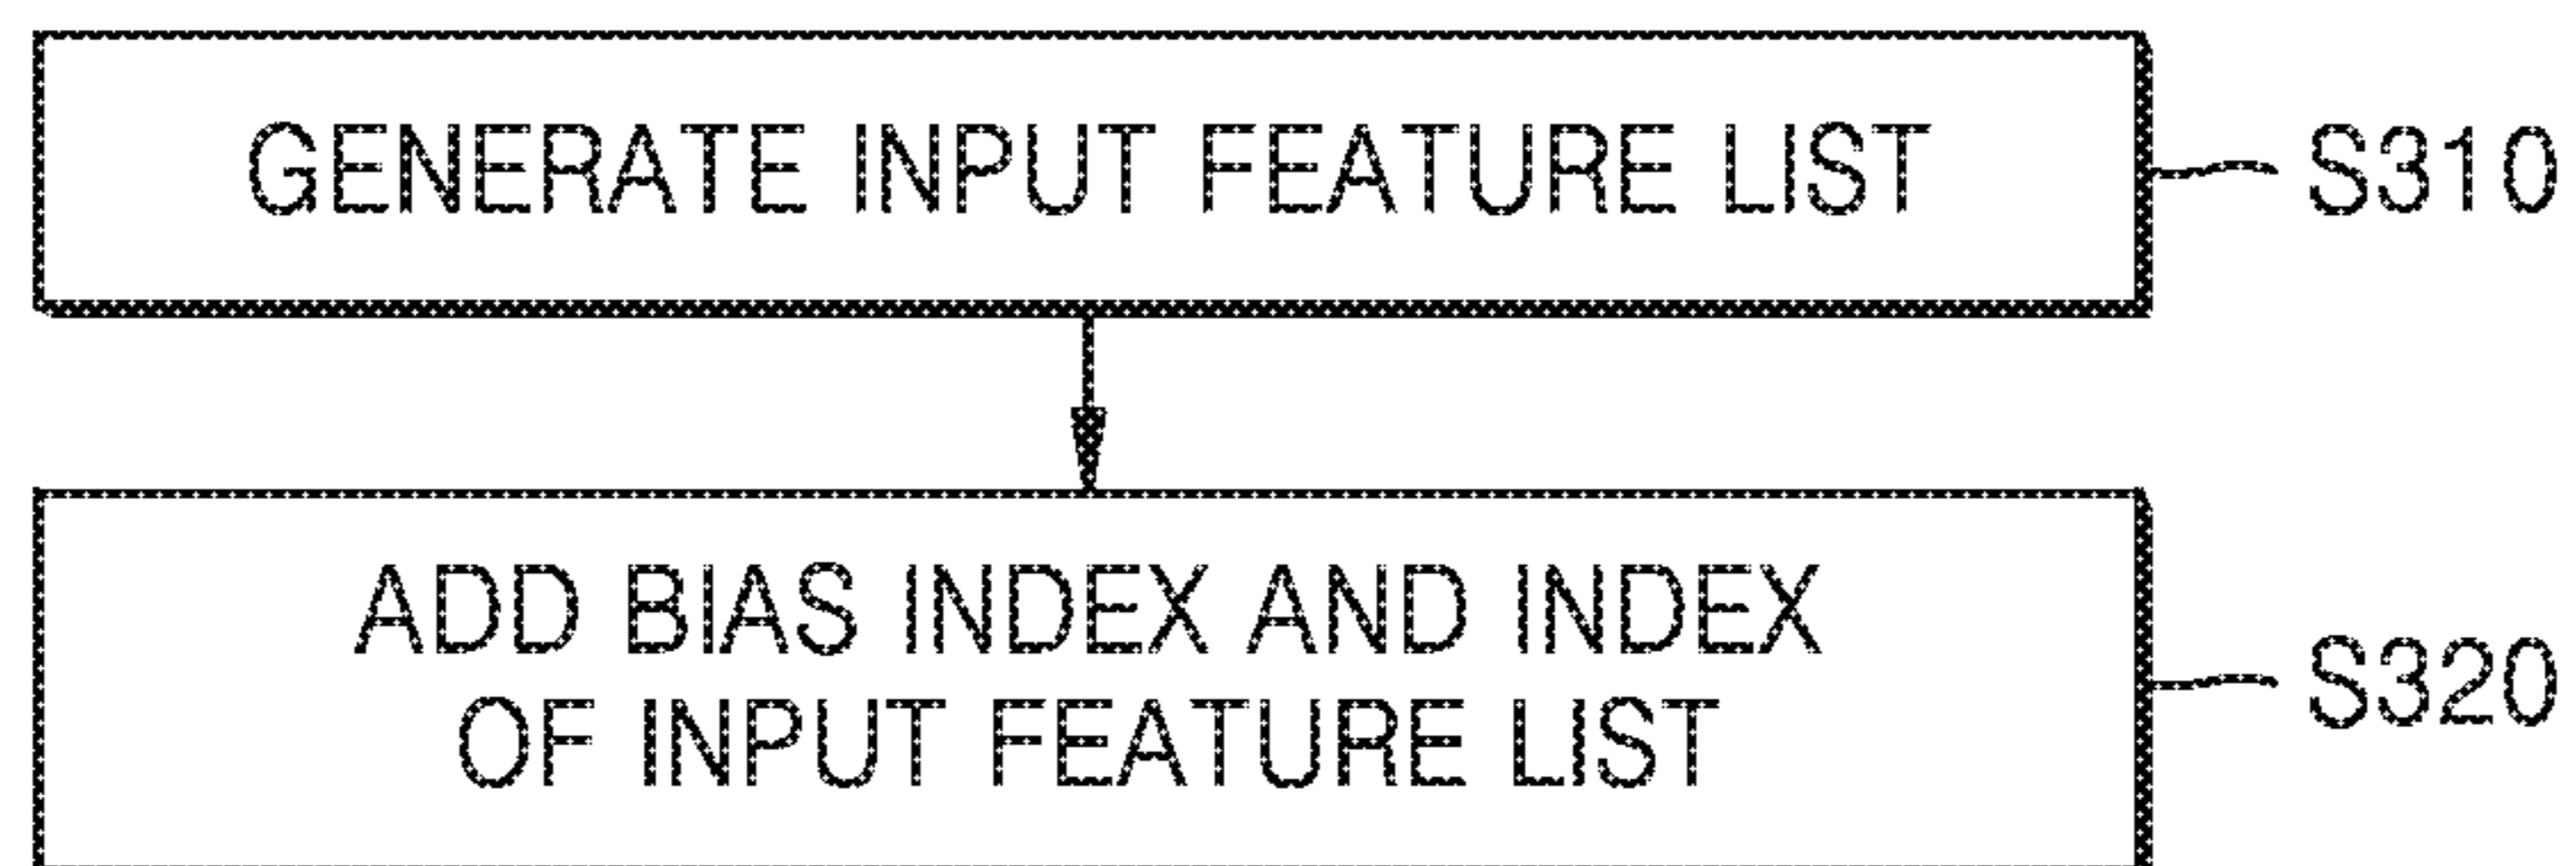 GENERATE INPUT FEATURE LIST
S310
ADD BIAS INDEX AND INDEX
OF INPUT FEATURE LIST
S320